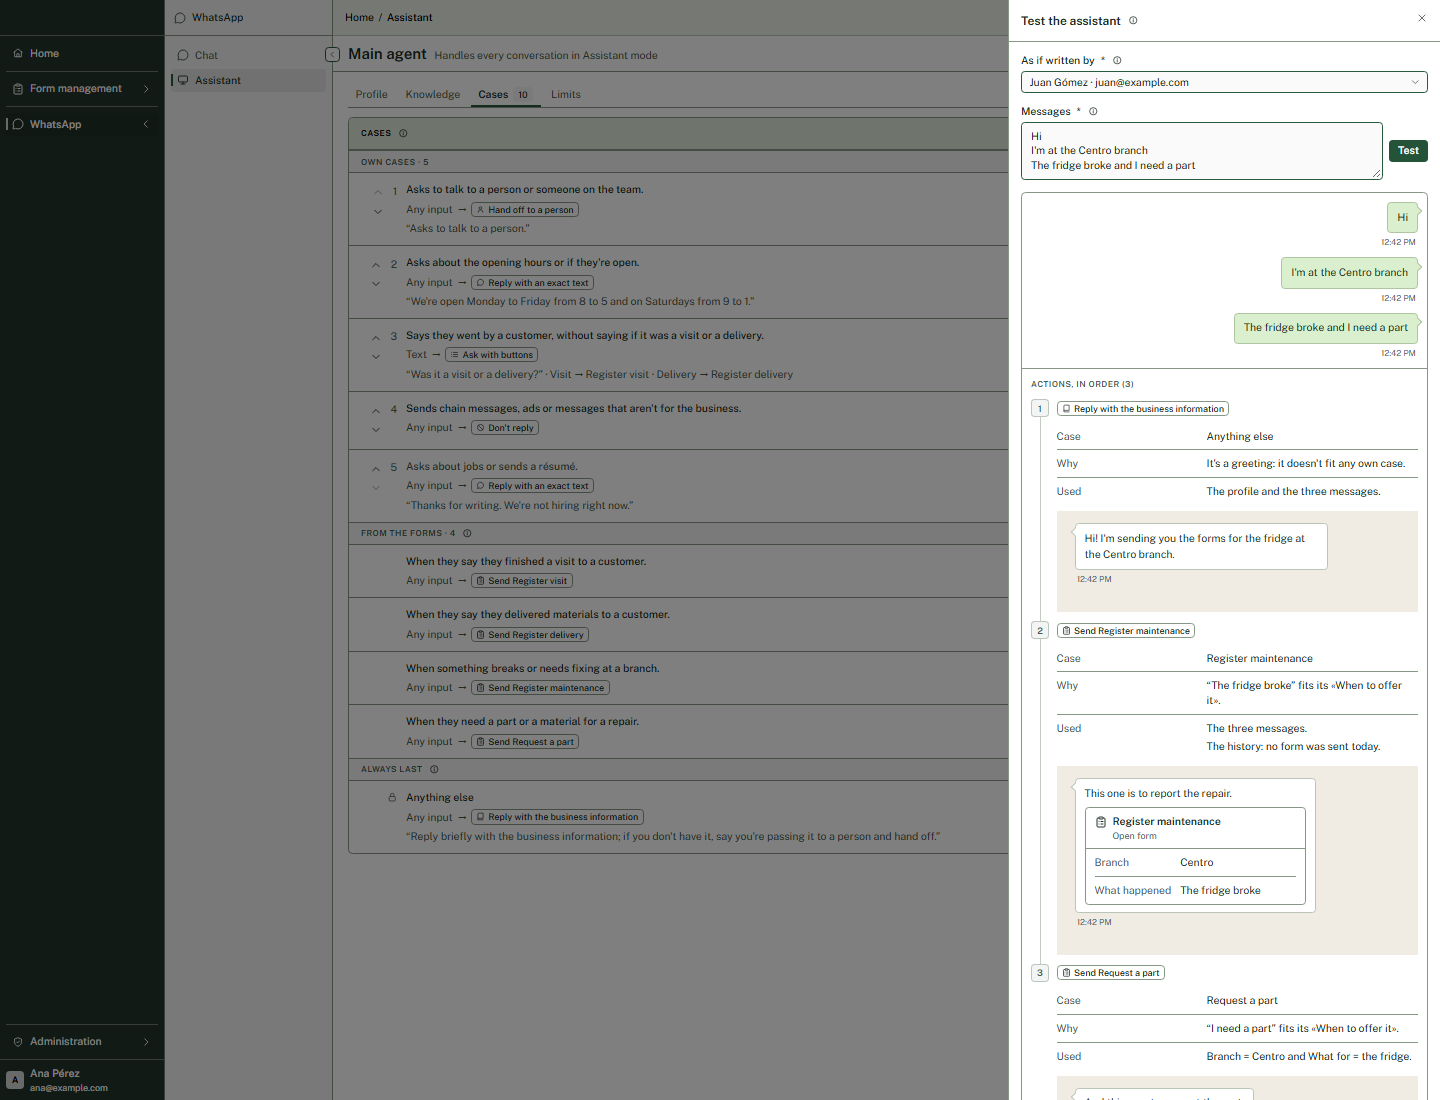 Home
Form management
WhatsApp
Administration
A
Ana Pérez
ana@example.com
WhatsApp
Chat
Assistant
Home / Assistant
Main agent Handles every conversation in Assistant mode
Profile Knowledge Cases 10 Limits
CASES
OWN CASES · 5
1 Asks to talk to a person or someone on the team.
Any input → Hand off to a person
“Asks to talk to a person.”
2 Asks about the opening hours or if they're open.
Any input → Reply with an exact text
“We're open Monday to Friday from 8 to 5 and on Saturdays from 9 to 1.”
3 Says they went by a customer, without saying if it was a visit or a delivery.
Text → Ask with buttons
“Was it a visit or a delivery?” · Visit → Register visit · Delivery → Register delivery
4 Sends chain messages, ads or messages that aren't for the business.
Any input → Don't reply
5 Asks about jobs or sends a résumé.
Any input → Reply with an exact text
“Thanks for writing. We're not hiring right now.”
FROM THE FORMS · 4
When they say they finished a visit to a customer.
Any input → Send Register visit
When they say they delivered materials to a customer.
Any input → Send Register delivery
When something breaks or needs fixing at a branch.
Any input → Send Register maintenance
When they need a part or a material for a repair.
Any input → Send Request a part
ALWAYS LAST
Anything else
Any input → Reply with the business information
“Reply briefly with the business information; if you don't have it, say you're passing it to a person and hand off.”
Test the assistant
As if written by *
Juan Gómez · juan@example.com
Messages *
Hi
I'm at the Centro branch
The fridge broke and I need a part
Test
Hi
12:42 PM
I'm at the Centro branch
12:42 PM
The fridge broke and I need a part
12:42 PM
ACTIONS, IN ORDER (3)
1 Reply with the business information
Case Anything else
Why It's a greeting: it doesn't fit any own case.
Used The profile and the three messages.
Hi! I'm sending you the forms for the fridge at
the Centro branch.
12:42 PM
2 Send Register maintenance
Case Register maintenance
Why “The fridge broke” fits its «When to offer
it».
Used The three messages.
The history: no form was sent today.
This one is to report the repair.
Register maintenance
Open form
Branch Centro
What happened The fridge broke
12:42 PM
3 Send Request a part
Case Request a part
Why “I need a part” fits its «When to offer it».
Used Branch = Centro and What for = the fridge.